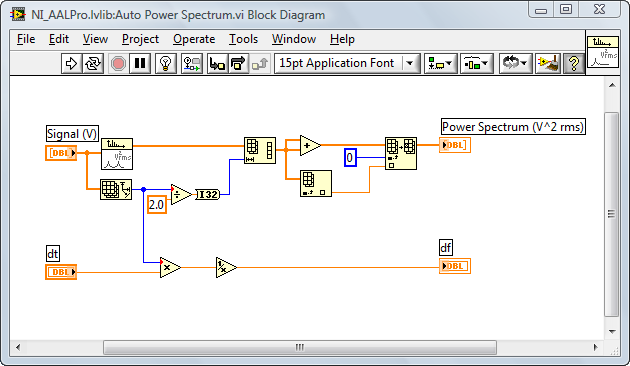 NI_AALPro.lvlib:Auto Power Spectrum.vi Block Diagram
File Edit View Project Operate Tools Window Help
15pt Application Font
?
Vrms
Signal (V)
DBL
Vrms
2.0
I32
0
Power Spectrum (V^2 rms)
DBL
dt
DBL
df
DBL